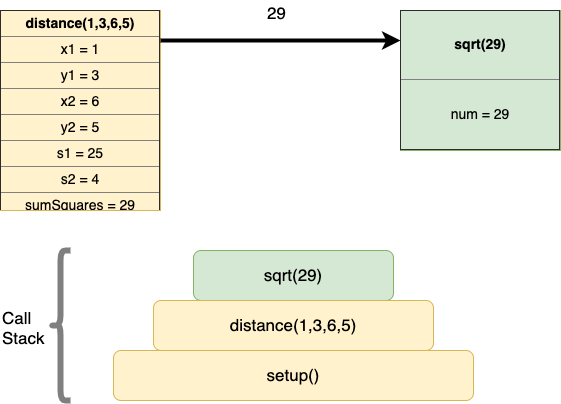 distance(1,3,6,5)
x1 = 1
y1 = 3
x2 = 6
y2 = 5
s1 = 25
s2 = 4
sumSquares = 29
29
sqrt(29)
num = 29
Call
Stack
sqrt(29)
distance(1,3,6,5)
setup()